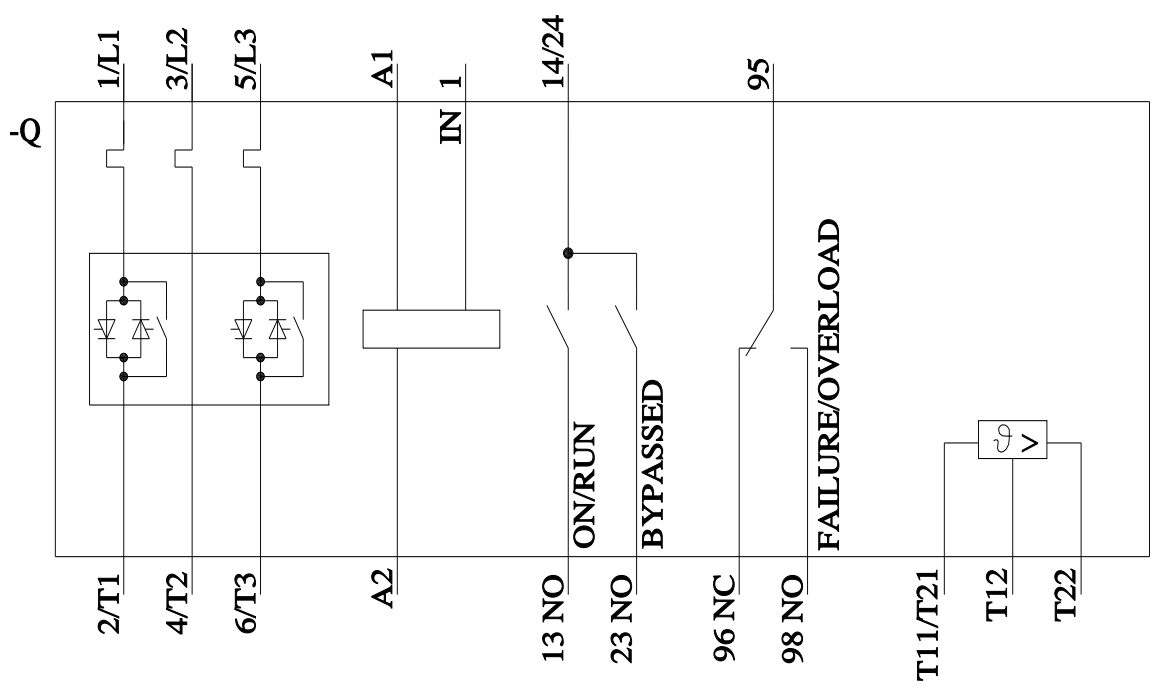 -Q
1/L1
3/L2
5/L3
A1
IN 1
14/24
95
ON/RUN
BYPASSED
FAILURE/OVERLOAD
ϑ >
2/T1
4/T2
6/T3
A2
13 NO
23 NO
96 NC
98 NO
T11/T21
T12
T22